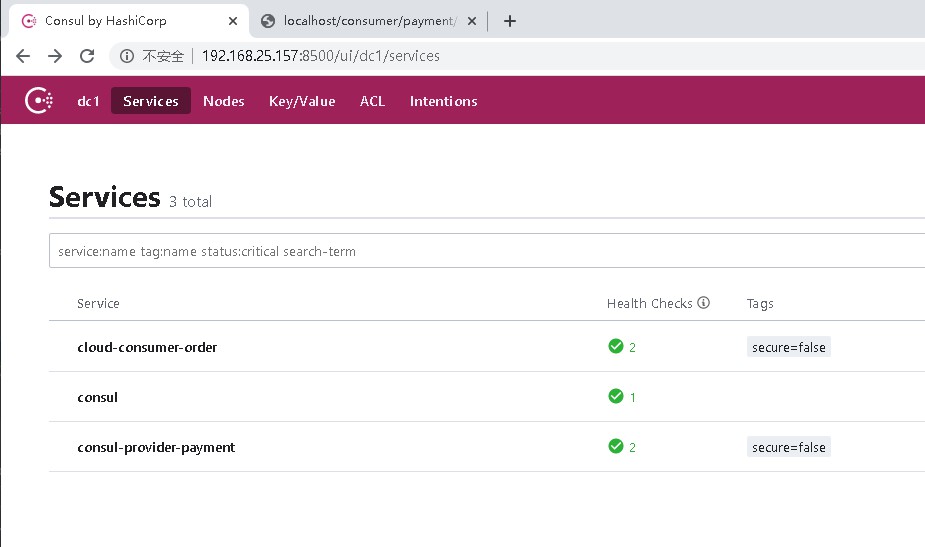 Consul by HashiCorp
localhost/consumer/payment/
不安全 192.168.25.157:8500/ui/dc1/services
dc1 Services Nodes Key/Value ACL Intentions
Services 3 total
service:name tag:name status:critical search-term
Service Health Checks Tags
cloud-consumer-order 2 secure=false
consul 1
consul-provider-payment 2 secure=false